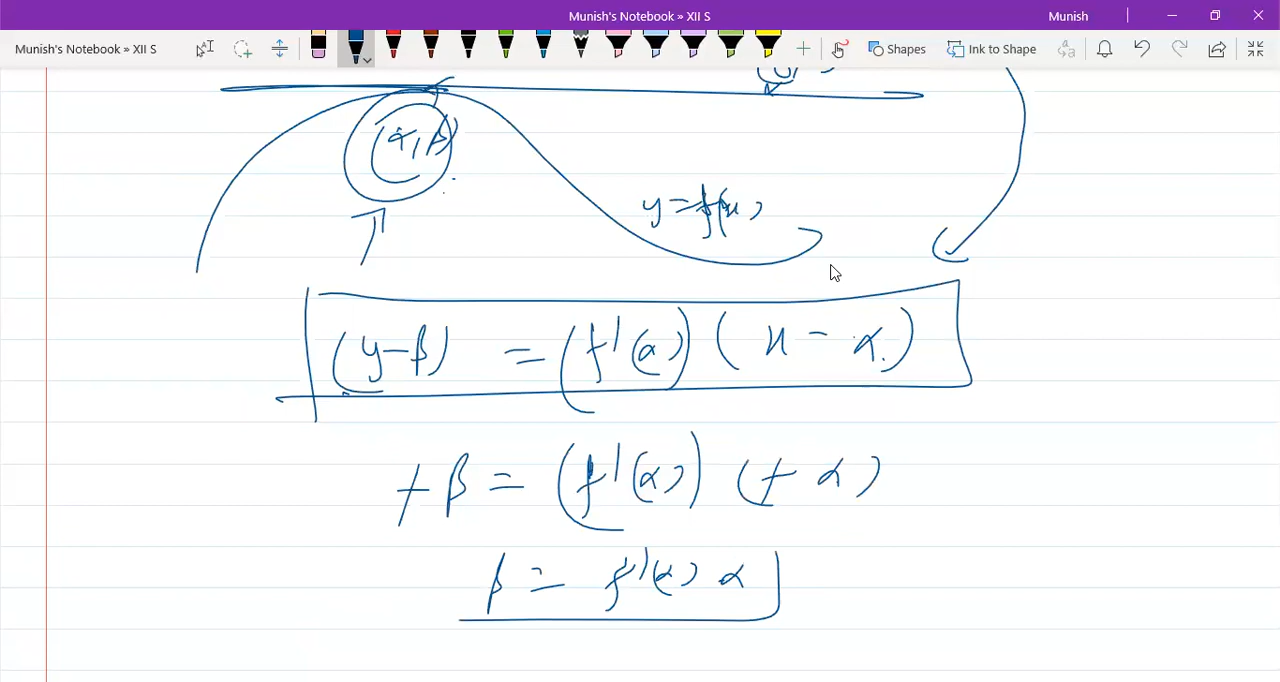 Munish's Notebook » XII S
Munish
Munish's Notebook » XII S
Shapes
Ink to Shape
(α, β)
y = f(x)
(y - β) = (f'(α)) (x - α)
+ β = (f'(α)) (+ α)
β = f'(α) α